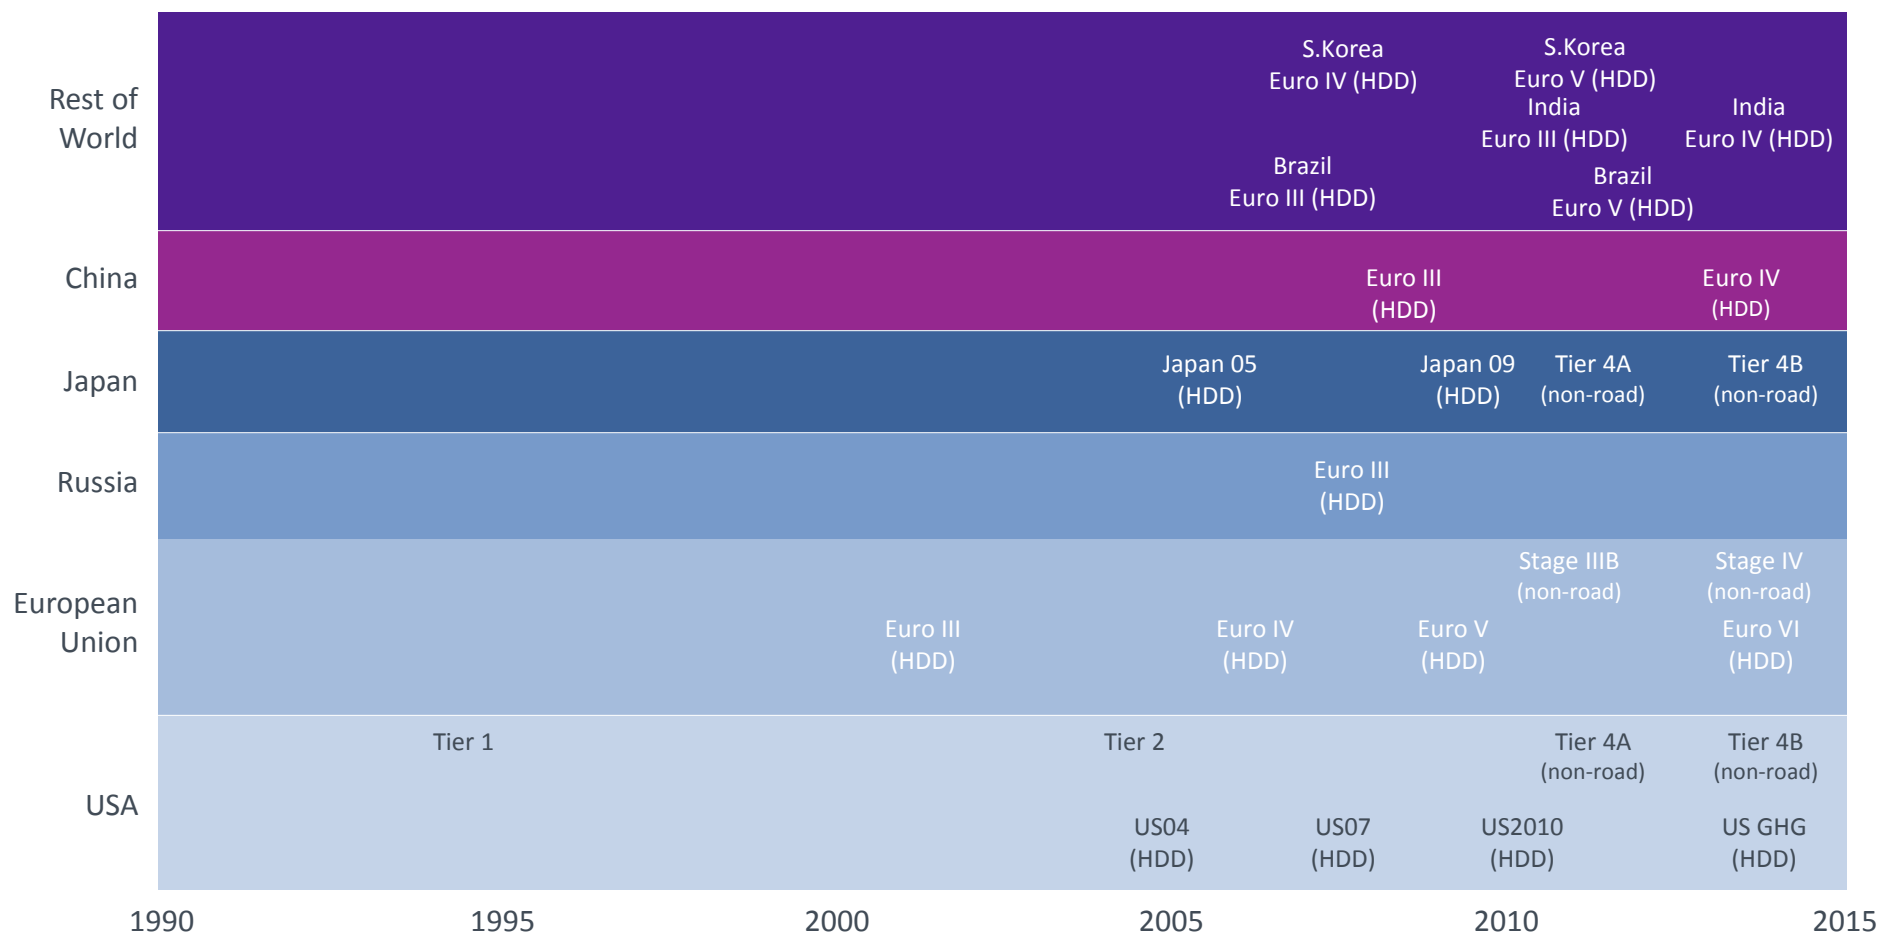 Rest of
World
S.Korea
Euro IV (HDD)
S.Korea
Euro V (HDD)
India
Euro III (HDD)
India
Euro IV (HDD)
Brazil
Euro III (HDD)
Brazil
Euro V (HDD)
China
Euro III
(HDD)
Euro IV
(HDD)
Japan
Japan 05
(HDD)
Japan 09
(HDD)
Tier 4A
(non-road)
Tier 4B
(non-road)
Russia
Euro III
(HDD)
European
Union
Stage IIIB
(non-road)
Stage IV
(non-road)
Euro III
(HDD)
Euro IV
(HDD)
Euro V
(HDD)
Euro VI
(HDD)
USA
Tier 1
Tier 2
Tier 4A
(non-road)
Tier 4B
(non-road)
US04
(HDD)
US07
(HDD)
US2010
(HDD)
US GHG
(HDD)
1990 1995 2000 2005 2010 2015